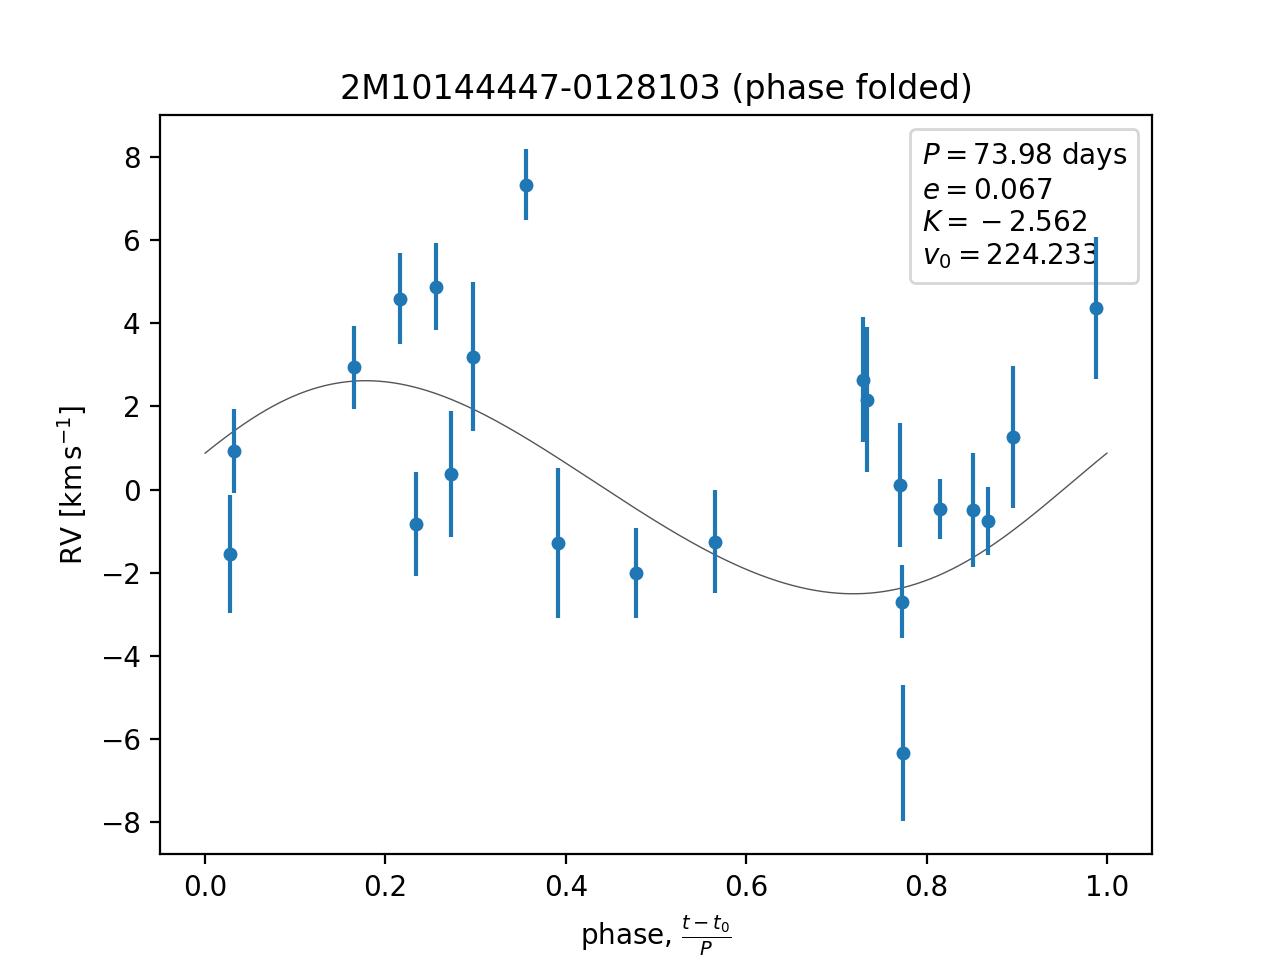 2M10144447-0128103 (phase folded)
P = 73.98 days
e = 0.067
K = −2.562
v₀ = 224.233
RV [km s⁻¹]
8
6
4
2
0
−2
−4
−6
−8
0.0 0.2 0.4 0.6 0.8 1.0
phase, (t − t₀)/P